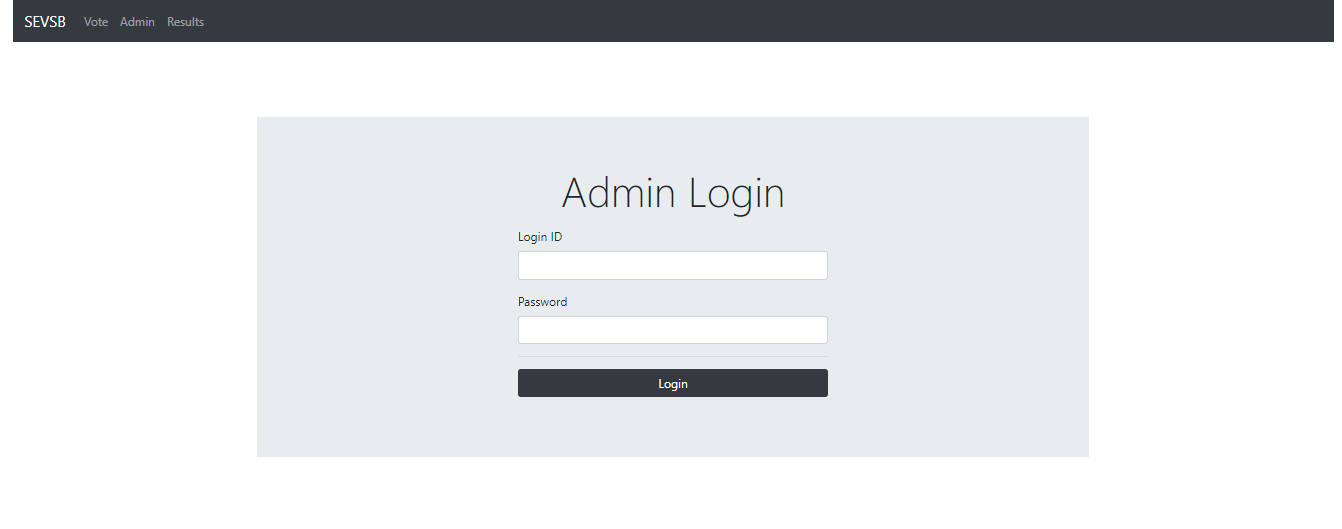 SEVSB Vote Admin Results
Admin Login
Login ID
Password
Login